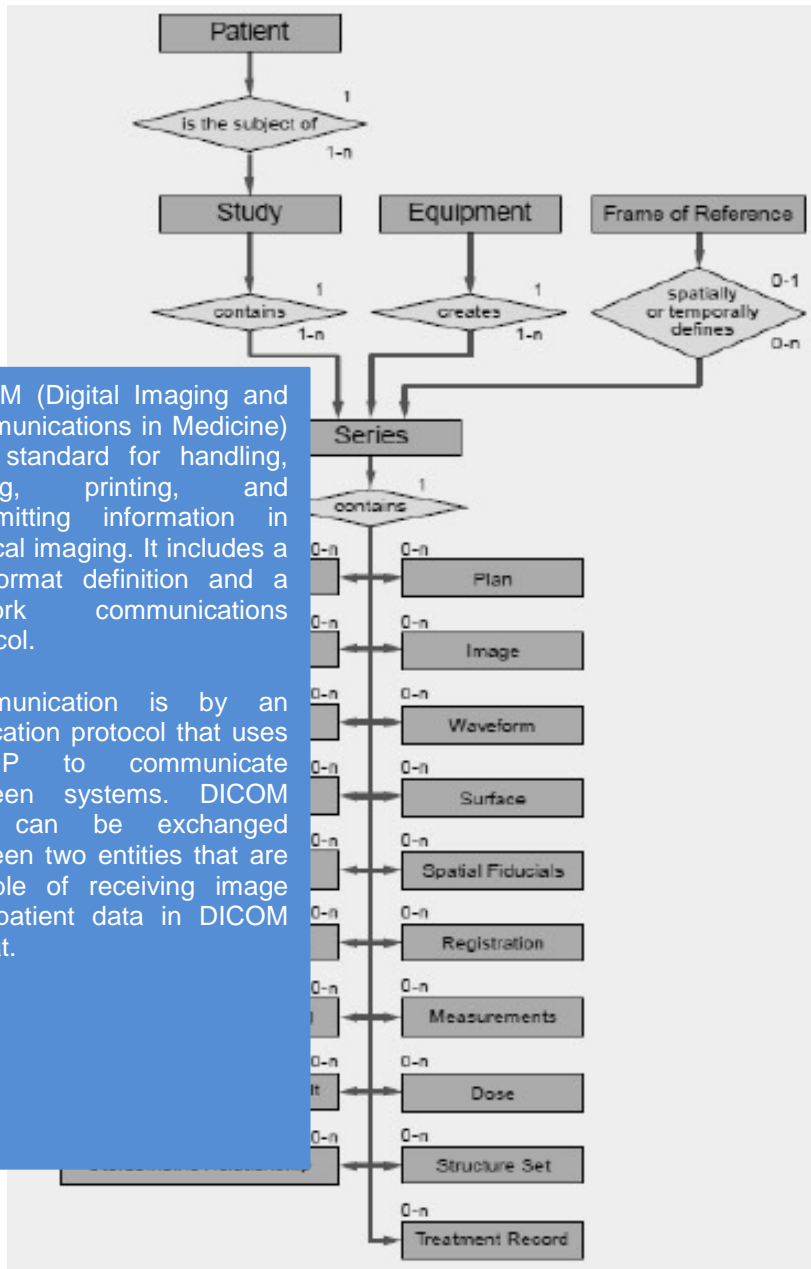 Patient
1
is the subject of
1-n
Study
Equipment
Frame of Reference
1
contains
1-n
1
creates
1-n
0-1
spatially
or temporally
defines
0-n
Series
1
contains
M (Digital Imaging and
munications in Medicine)
standard for handling,
g, printing, and
mitting information in
cal imaging. It includes a
ormat definition and a
ork communications
col.
munication is by an
cation protocol that uses
P to communicate
een systems. DICOM
can be exchanged
een two entities that are
ble of receiving image
patient data in DICOM
at.
0-n
0-n
Plan
0-n
0-n
Image
0-n
0-n
Waveform
0-n
0-n
Surface
0-n
0-n
Spatial Fiducials
0-n
0-n
Registration
0-n
0-n
Measurements
0-n
0-n
lt
Dose
0-n
0-n
Structure Set
0-n
Treatment Record